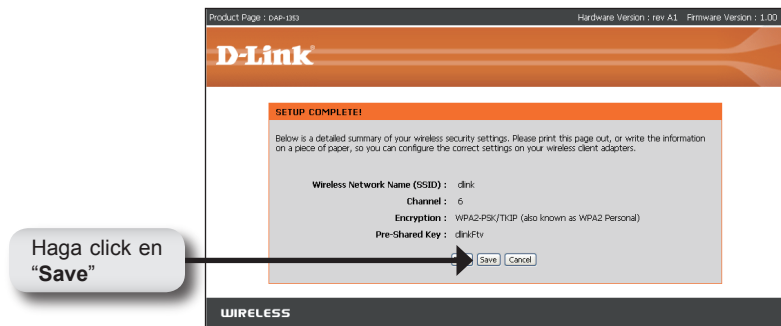 Product Page : DAP-1353 Hardware Version : rev A1 Firmware Version : 1.00
D-Link
SETUP COMPLETE!
Below is a detailed summary of your wireless security settings. Please print this page out, or write the information
on a piece of paper, so you can configure the correct settings on your wireless client adapters.
Wireless Network Name (SSID) : dlink
Channel : 6
Encryption : WPA2-PSK/TKIP (also known as WPA2 Personal)
Pre-Shared Key : dlinkFtv
Save Cancel
Haga click en
“Save”
WIRELESS